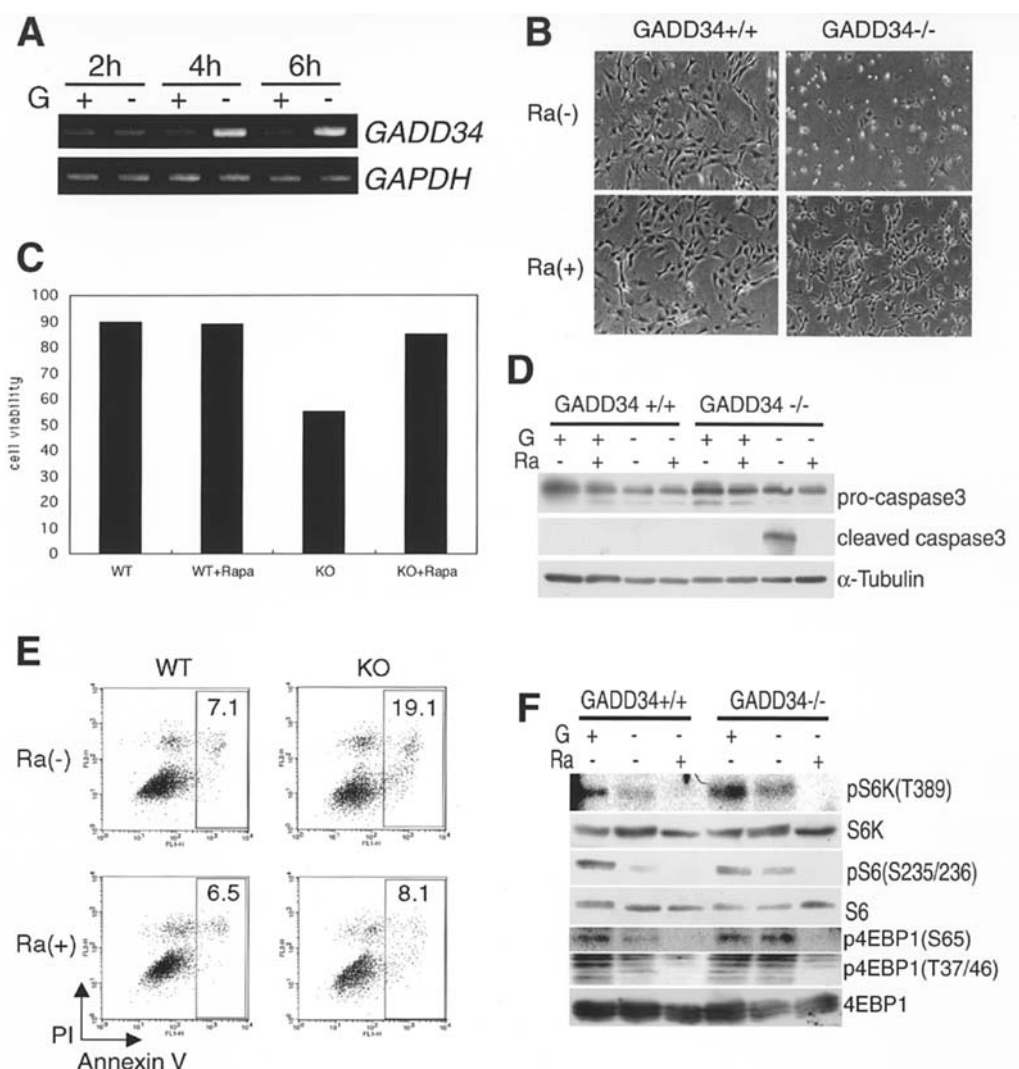 A
2h 4h 6h
G + - + - + -
GADD34
GAPDH
B
GADD34+/+ GADD34-/-
Ra(-)
Ra(+)
C
100
90
80
70
60
50
40
30
20
10
0
cell viability
WT WT+Rapa KO KO+Rapa
D
GADD34 +/+ GADD34 -/-
G + + - - + + - -
Ra - + - + - + - +
pro-caspase3
cleaved caspase3
α-Tubulin
E
WT KO
Ra(-)
7.1 19.1
Ra(+)
6.5 8.1
PI
Annexin V
F
GADD34+/+ GADD34-/-
G + - - + - -
Ra - - + - - +
pS6K(T389)
S6K
pS6(S235/236)
S6
p4EBP1(S65)
p4EBP1(T37/46)
4EBP1